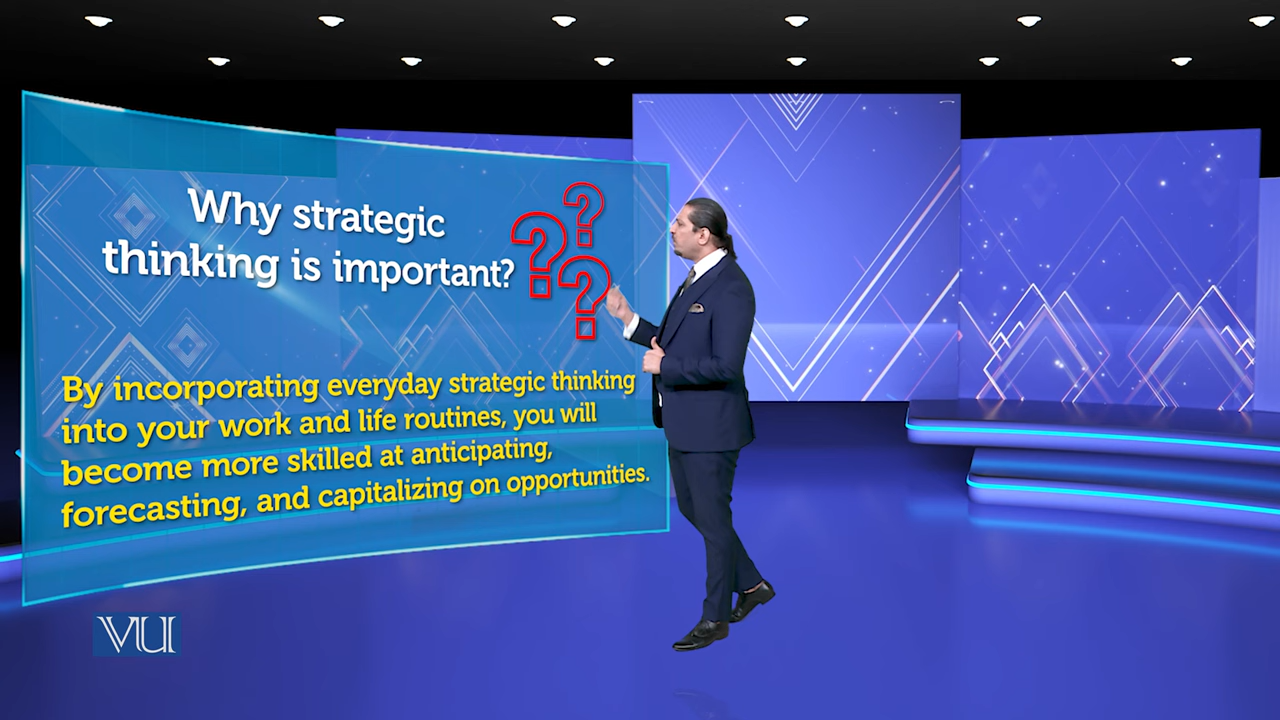 Why strategic
thinking is important?
By incorporating everyday strategic thinking
into your work and life routines, you will
become more skilled at anticipating,
forecasting, and capitalizing on opportunities.
VU